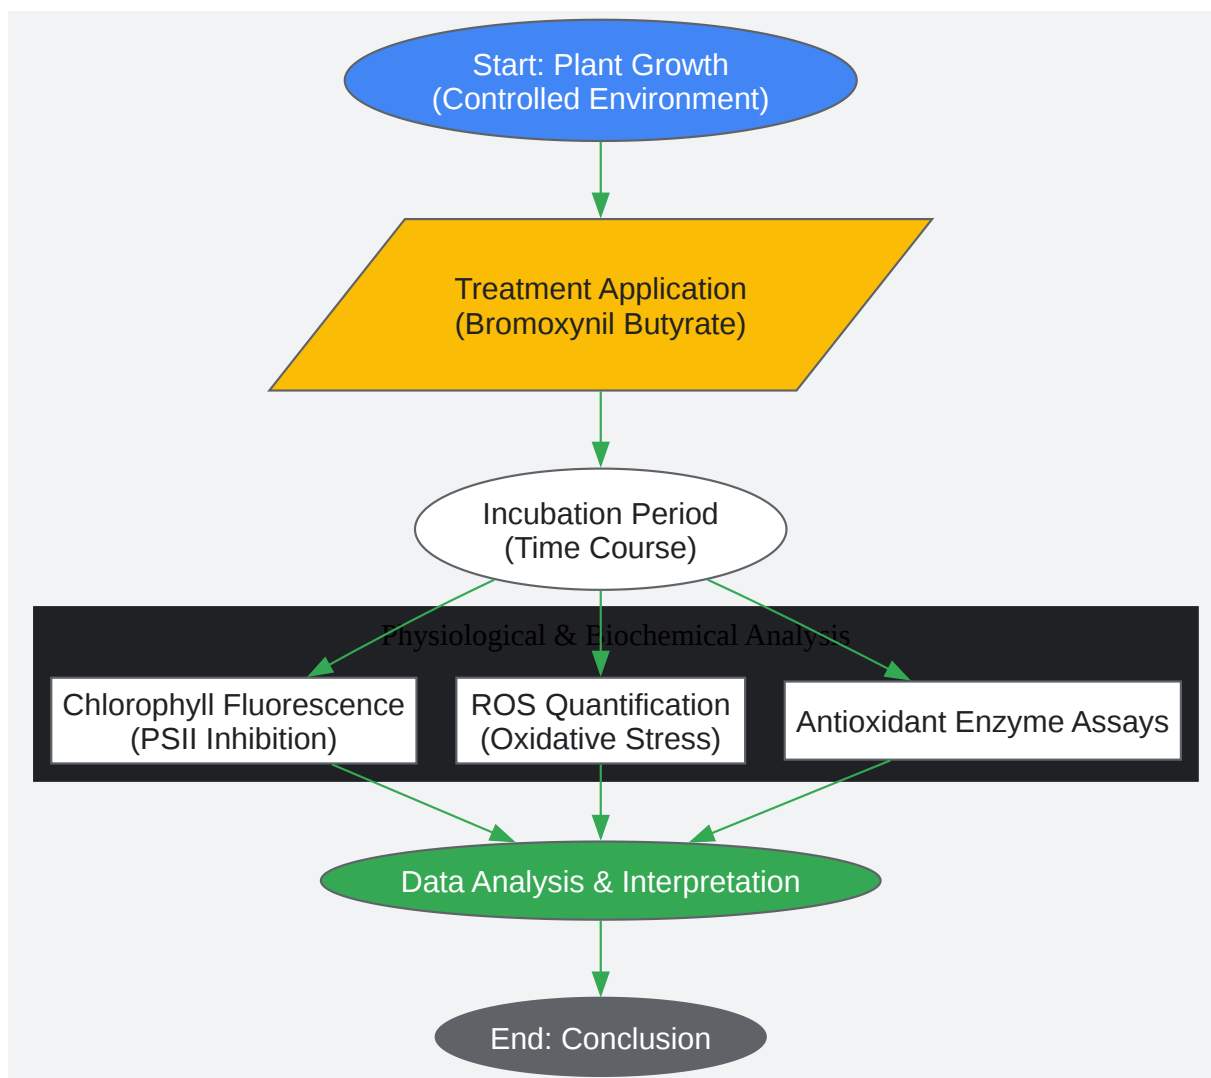 Start: Plant Growth
(Controlled Environment)
Treatment Application
(Bromoxynil Butyrate)
Incubation Period
(Time Course)
Physiological & Biochemical Analysis
Chlorophyll Fluorescence
(PSII Inhibition)
ROS Quantification
(Oxidative Stress)
Antioxidant Enzyme Assays
Data Analysis & Interpretation
End: Conclusion